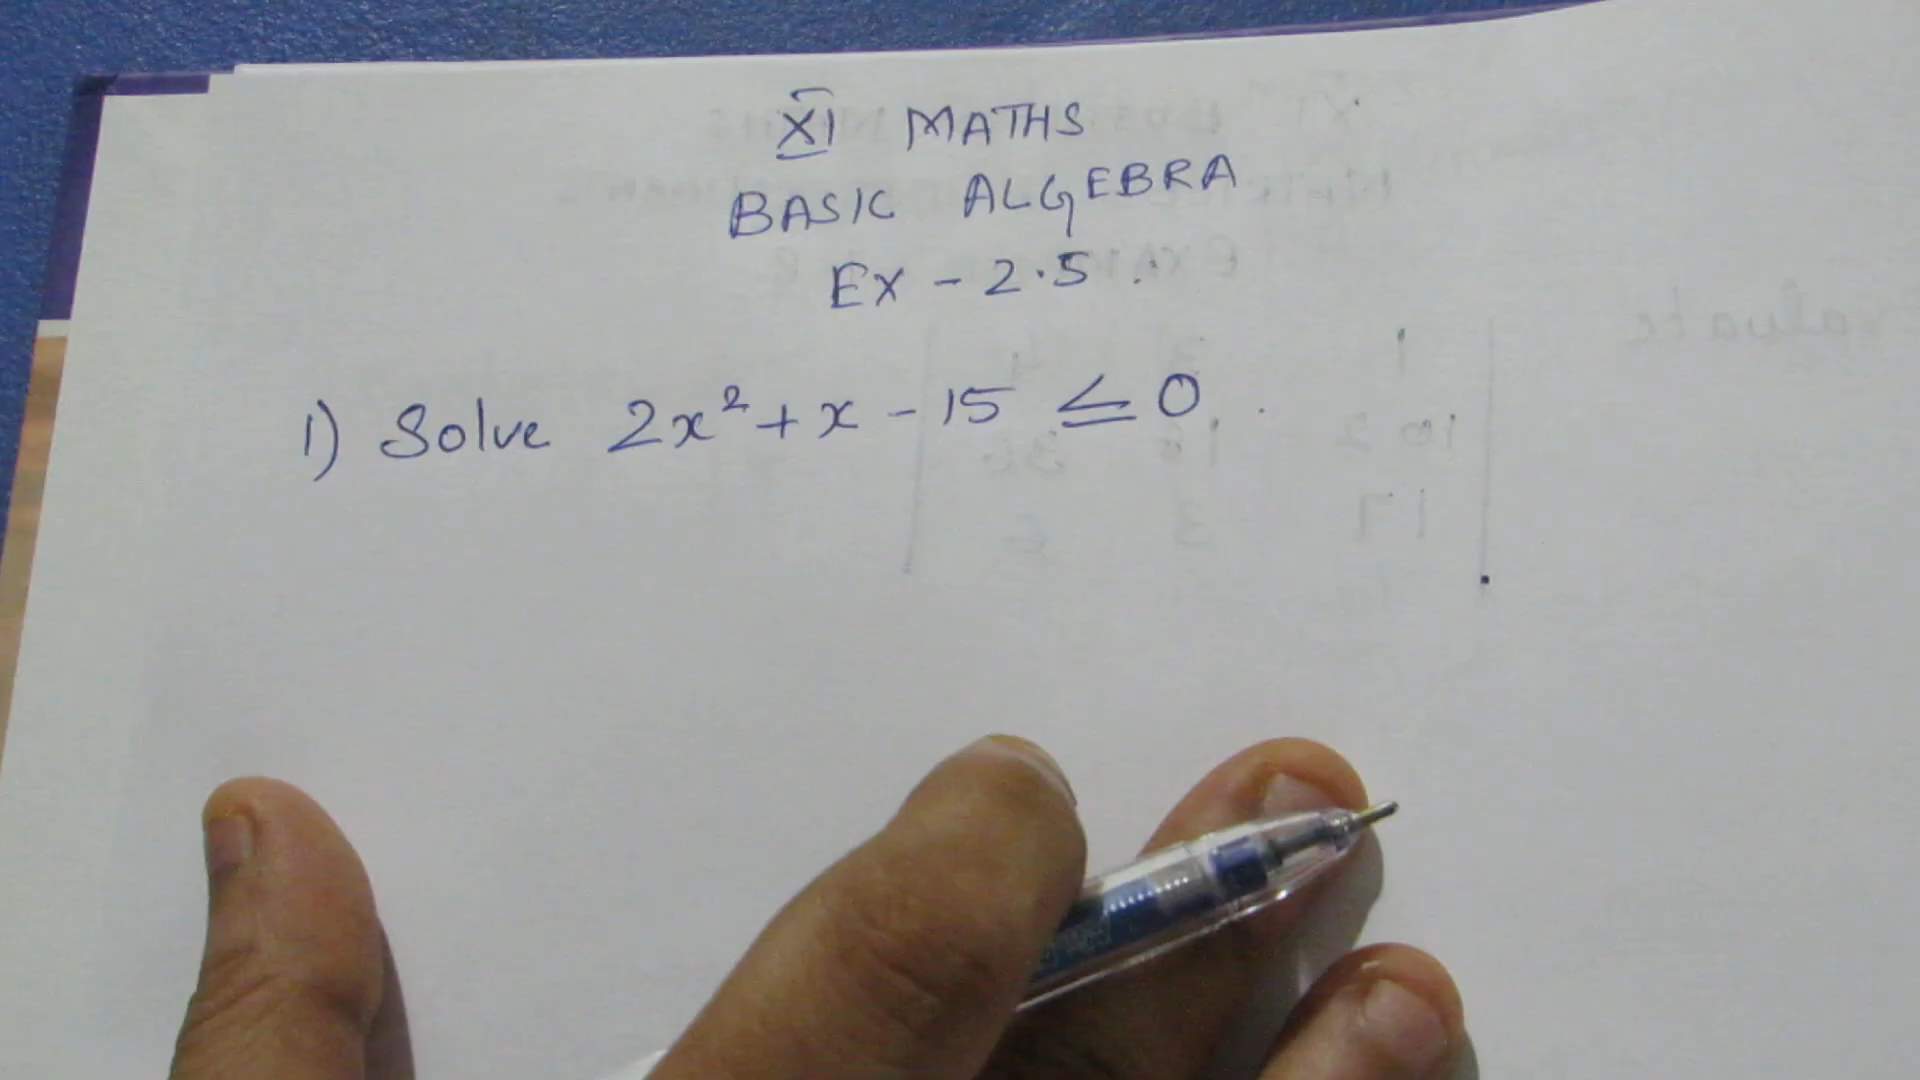 XI MATHS
BASIC ALGEBRA
EX - 2.5.
1) Solve 2x² + x - 15 ≤ 0.